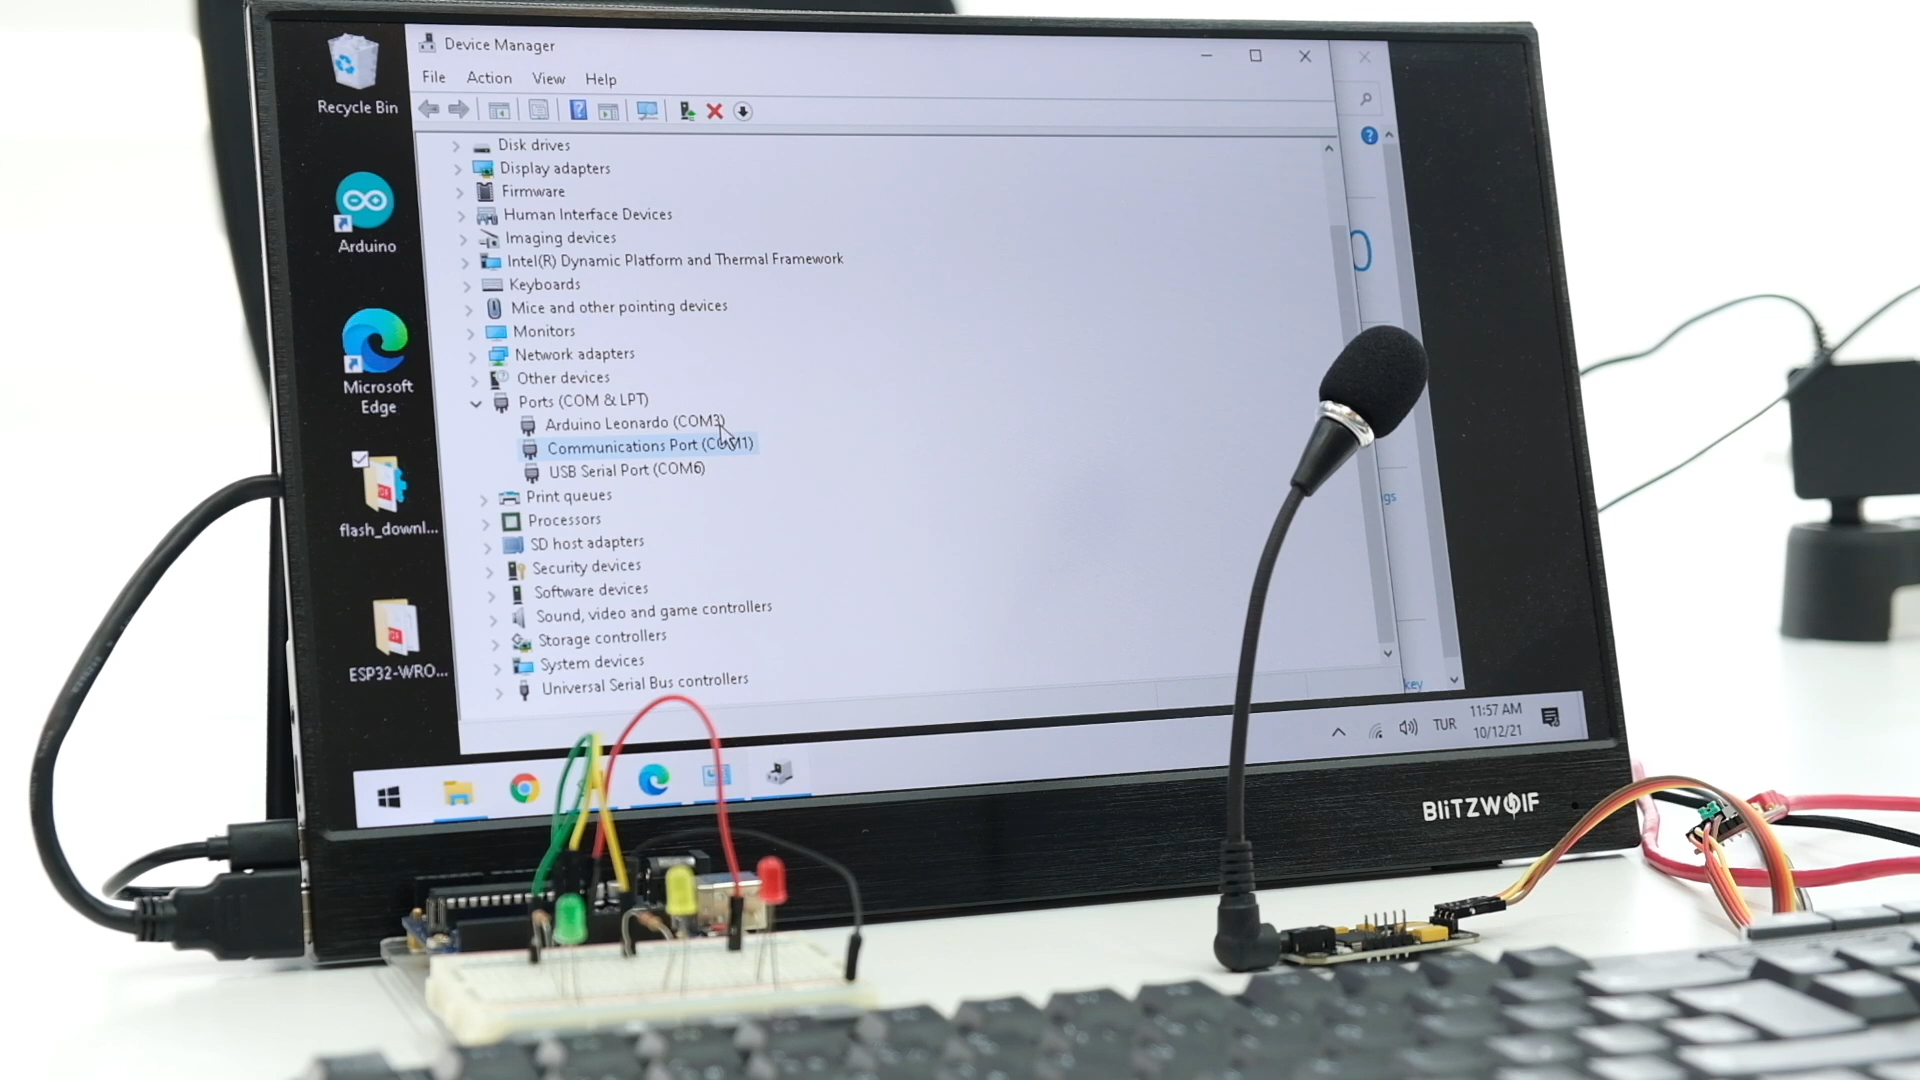 Device Manager
File Action View Help
Recycle Bin
Arduino
Microsoft
Edge
flash_downl...
ESP32-WRO...
Disk drives
Display adapters
Firmware
Human Interface Devices
Imaging devices
Intel(R) Dynamic Platform and Thermal Framework
Keyboards
Mice and other pointing devices
Monitors
Network adapters
Other devices
Ports (COM & LPT)
Arduino Leonardo (COM3)
Communications Port (COM1)
USB Serial Port (COM6)
Print queues
Processors
SD host adapters
Security devices
Software devices
Sound, video and game controllers
Storage controllers
System devices
Universal Serial Bus controllers
gs
key
TUR
11:57 AM
10/12/21
BLiTZWOlF